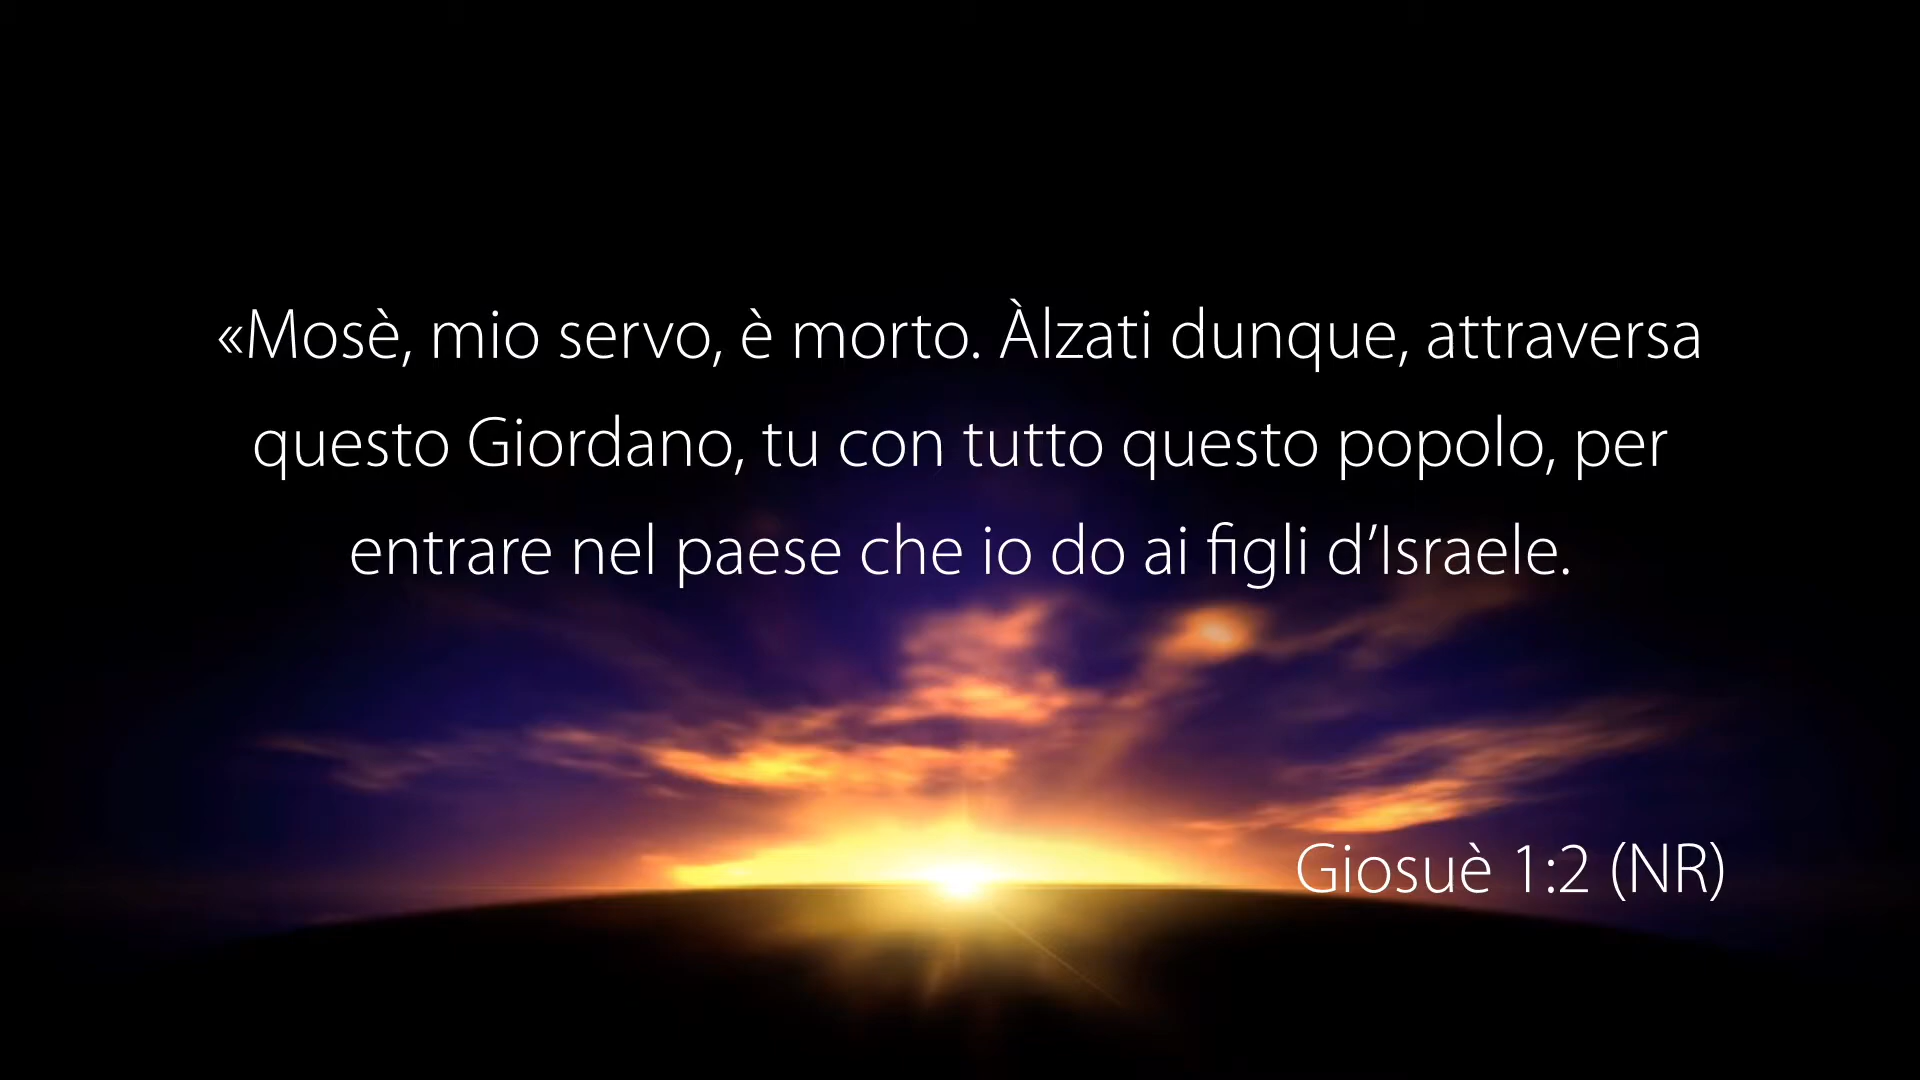 «Mosè, mio servo, è morto. Àlzati dunque, attraversa
questo Giordano, tu con tutto questo popolo, per
entrare nel paese che io do ai figli d’Israele.
Giosuè 1:2 (NR)